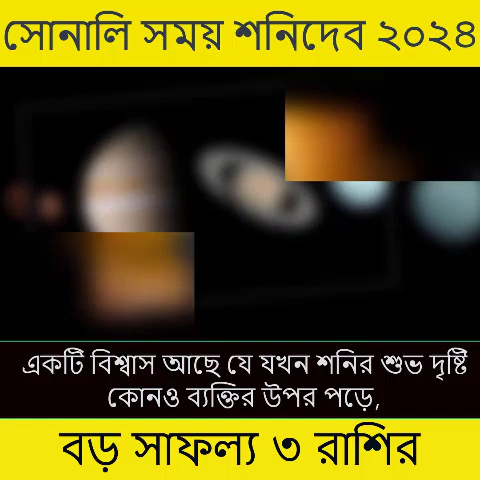 সোনালি সময় শনিদেব ২০২৪
একটি বিশ্বাস আছে যে যখন শনির শুভ দৃষ্টি
কোনও ব্যক্তির উপর পড়ে,
বড় সাফল্য ৩ রাশির